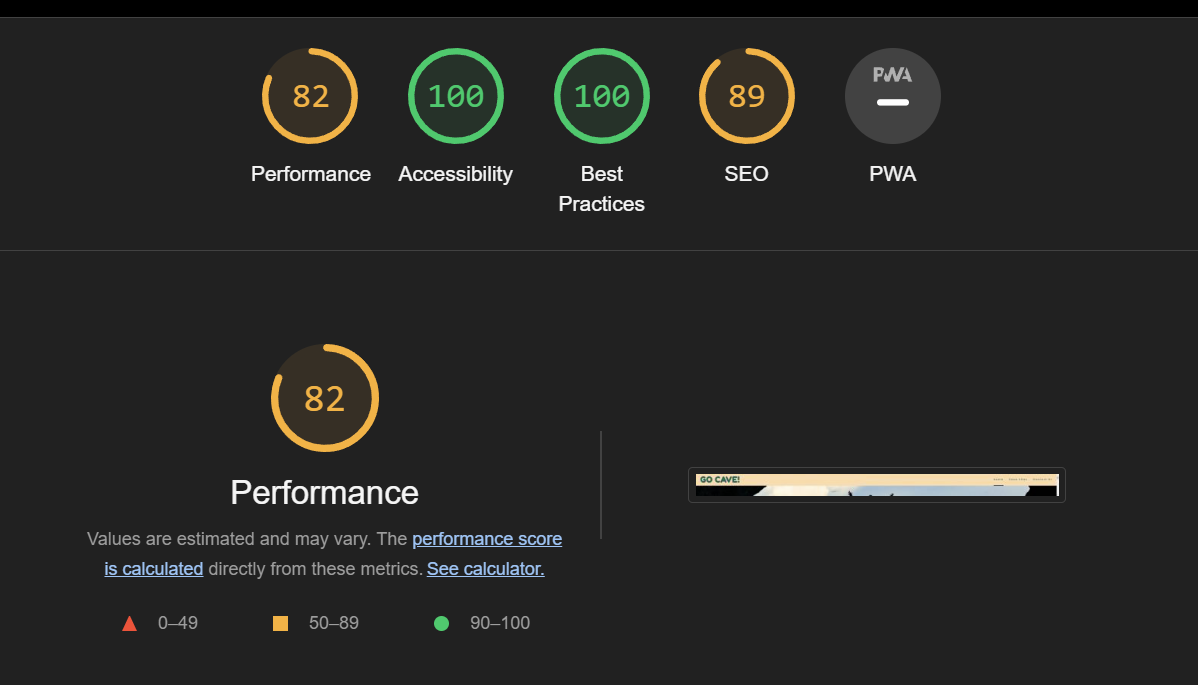 82
100
100
89
PWA
Performance
Accessibility
Best
Practices
SEO
PWA
82
Performance
Values are estimated and may vary. The performance score
is calculated directly from these metrics. See calculator.
0–49
50–89
90–100
GO CAVE!